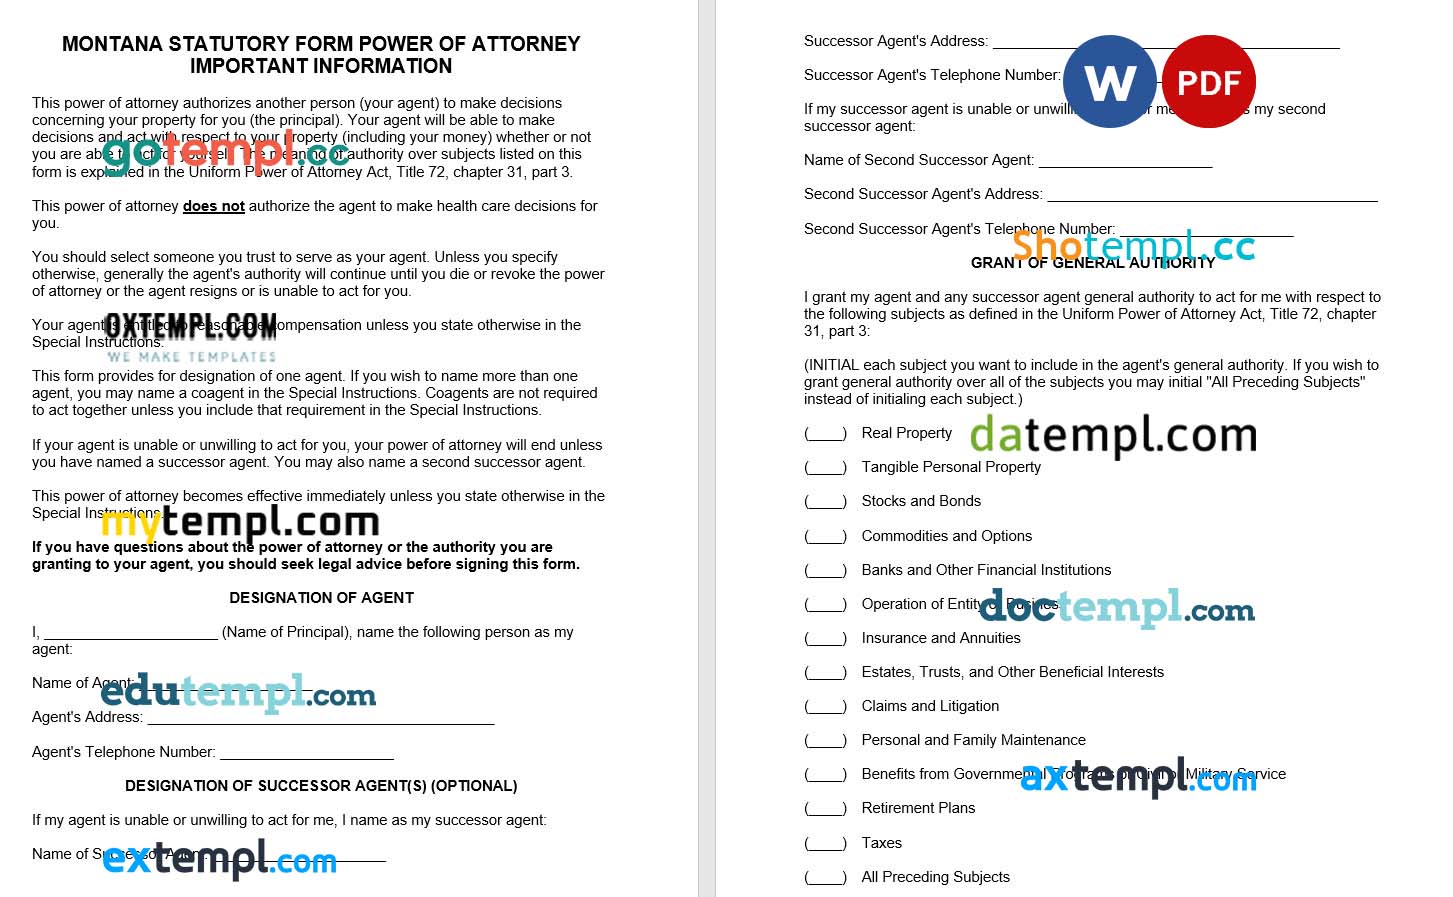 MONTANA STATUTORY FORM POWER OF ATTORNEY
IMPORTANT INFORMATION
This power of attorney authorizes another person (your agent) to make decisions
concerning your property for you (the principal). Your agent will be able to make
decisions and act with respect to your property (including your money) whether or not
you are able to act for yourself. The meaning of authority over subjects listed on this
gotempl.cc
form is explained in the Uniform Power of Attorney Act, Title 72, chapter 31, part 3.
This power of attorney does not authorize the agent to make health care decisions for
you.
You should select someone you trust to serve as your agent. Unless you specify
otherwise, generally the agent's authority will continue until you die or revoke the power
of attorney or the agent resigns or is unable to act for you.
Your agent is entitled to reasonable compensation unless you state otherwise in the
OXTEMPL.COM
Special Instructions.
WE MAKE TEMPLATES
This form provides for designation of one agent. If you wish to name more than one
agent, you may name a coagent in the Special Instructions. Coagents are not required
to act together unless you include that requirement in the Special Instructions.
If your agent is unable or unwilling to act for you, your power of attorney will end unless
you have named a successor agent. You may also name a second successor agent.
This power of attorney becomes effective immediately unless you state otherwise in the
Special Instructions.
mytempl.com
If you have questions about the power of attorney or the authority you are
granting to your agent, you should seek legal advice before signing this form.
DESIGNATION OF AGENT
I, _____________________ (Name of Principal), name the following person as my
agent:
Name of Agent: _____________________
edutempl.com
Agent's Address: __________________________________________
Agent's Telephone Number: _____________________
DESIGNATION OF SUCCESSOR AGENT(S) (OPTIONAL)
If my agent is unable or unwilling to act for me, I name as my successor agent:
Name of Successor Agent: _____________________
extempl.com
Successor Agent's Address: __________________________________________
Successor Agent's Telephone Number: _____________________
W PDF
If my successor agent is unable or unwilling my second
successor agent:
Name of Second Successor Agent: _____________________
Second Successor Agent's Address: ________________________________________
Second Successor Agent's Telephone Number: _____________________
Shotempl.cc
GRANT OF GENERAL AUTHORITY
I grant my agent and any successor agent general authority to act for me with respect to
the following subjects as defined in the Uniform Power of Attorney Act, Title 72, chapter
31, part 3:
(INITIAL each subject you want to include in the agent's general authority. If you wish to
grant general authority over all of the subjects you may initial "All Preceding Subjects"
instead of initialing each subject.)
(____) Real Property
datempl.com
(____) Tangible Personal Property
(____) Stocks and Bonds
(____) Commodities and Options
(____) Banks and Other Financial Institutions
(____) Operation of Entity or Business
doctempl.com
(____) Insurance and Annuities
(____) Estates, Trusts, and Other Beneficial Interests
(____) Claims and Litigation
(____) Personal and Family Maintenance
(____) Benefits from Governmental Programs or Civil or Military Service
axtempl.com
(____) Retirement Plans
(____) Taxes
(____) All Preceding Subjects